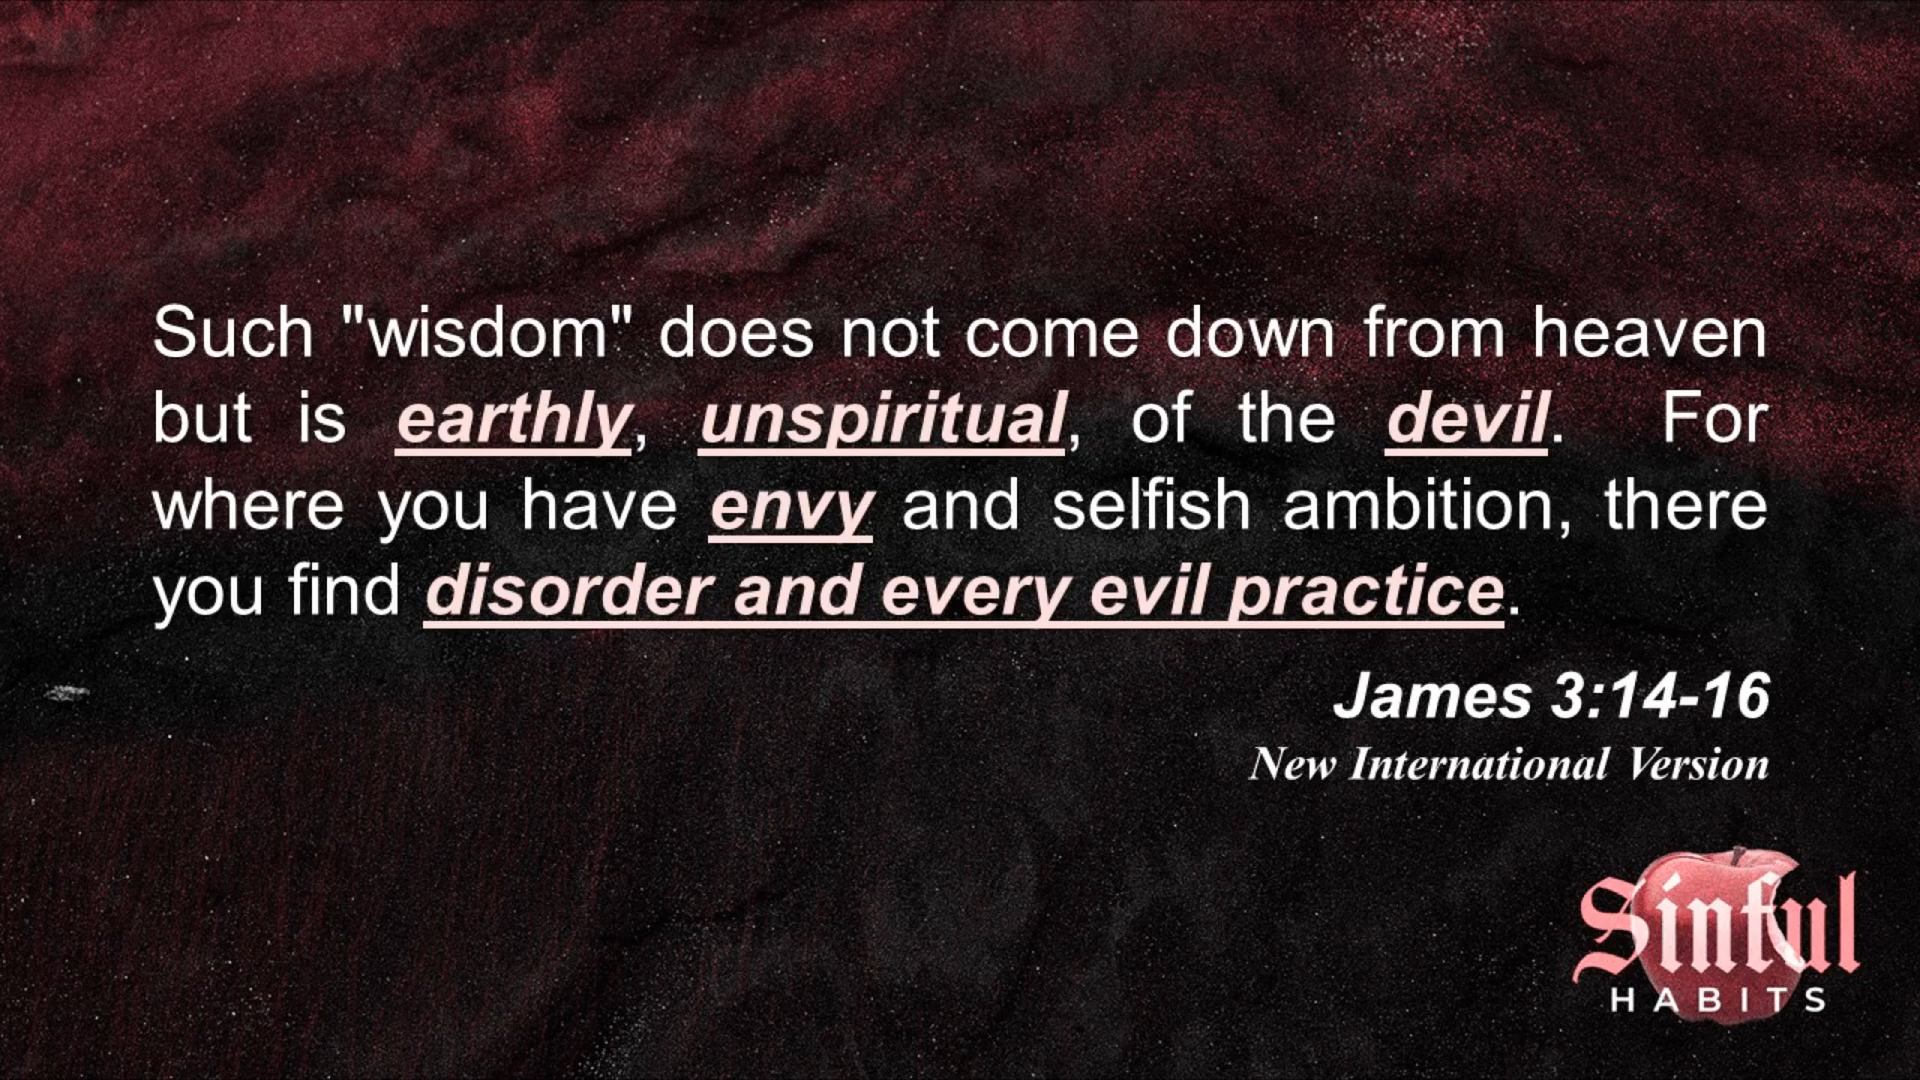 Such "wisdom" does not come down from heaven
but is earthly, unspiritual, of the devil. For
where you have envy and selfish ambition, there
you find disorder and every evil practice.
James 3:14-16
New International Version
Sinful
HABITS